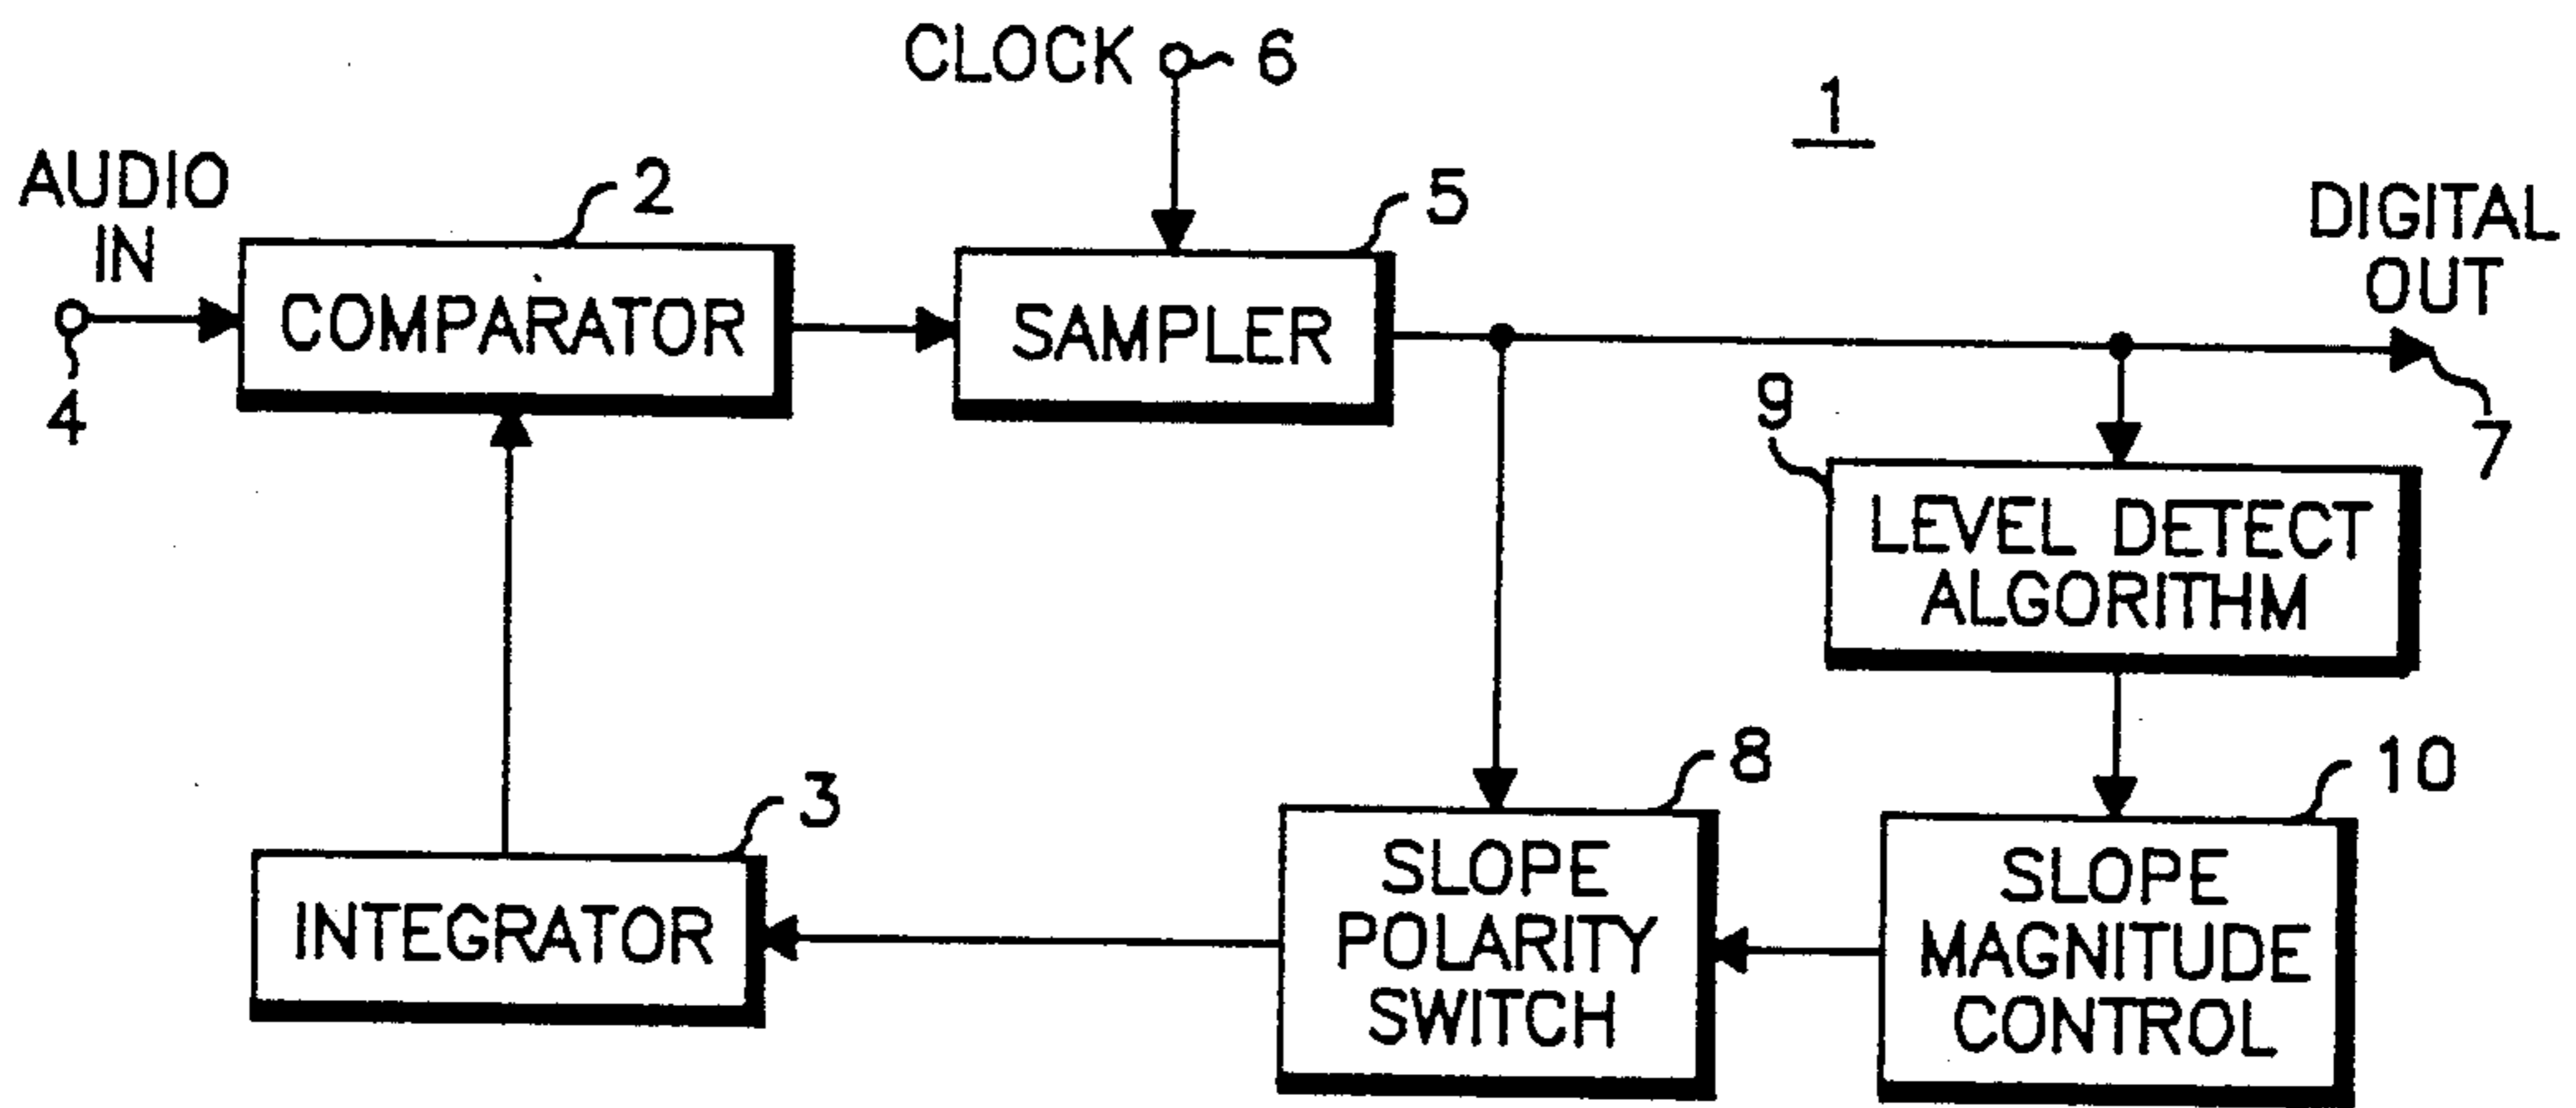 CLOCK 6
1
AUDIO
IN
2
5
DIGITAL
OUT
COMPARATOR
SAMPLER
4
9
7
LEVEL DETECT
ALGORITHM
3
8
10
INTEGRATOR
SLOPE
POLARITY
SWITCH
SLOPE
MAGNITUDE
CONTROL